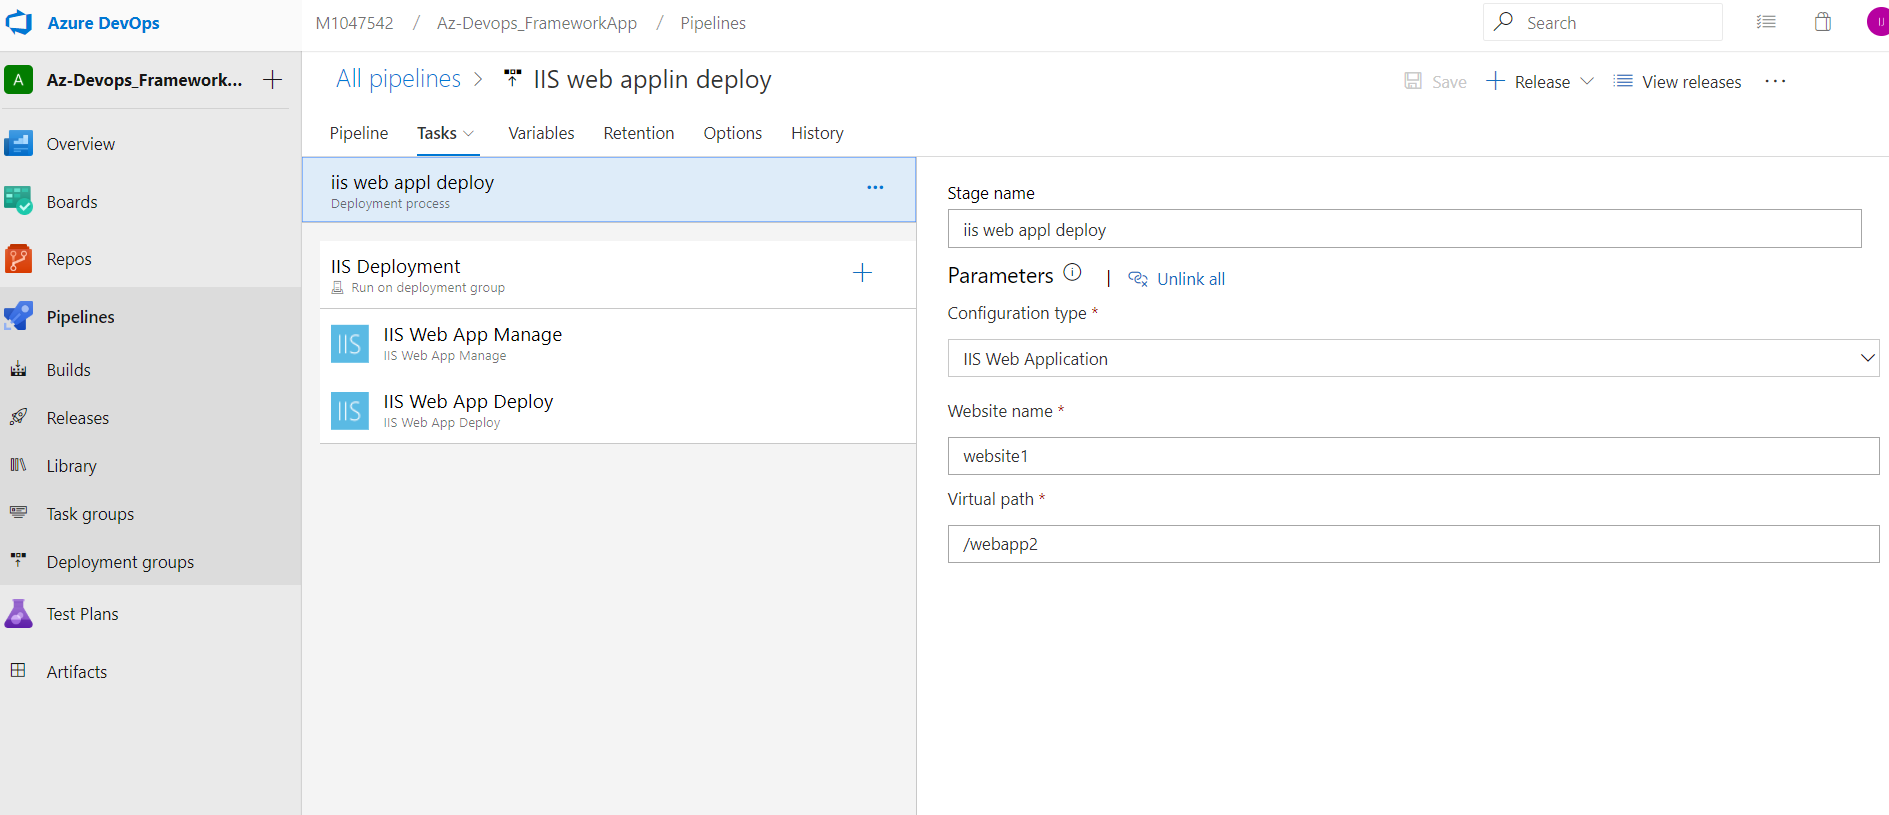 Azure DevOps
M1047542 / Az-Devops_FrameworkApp / Pipelines
Search
IJ
A Az-Devops_Framework...
All pipelines > IIS web applin deploy
Save
Release
View releases
Pipeline Tasks Variables Retention Options History
Overview
Boards
Repos
Pipelines
Builds
Releases
Library
Task groups
Deployment groups
Test Plans
Artifacts
iis web appl deploy
Deployment process
IIS Deployment
Run on deployment group
IIS
IIS Web App Manage
IIS Web App Manage
IIS
IIS Web App Deploy
IIS Web App Deploy
Stage name
iis web appl deploy
Parameters | Unlink all
Configuration type *
IIS Web Application
Website name *
website1
Virtual path *
/webapp2